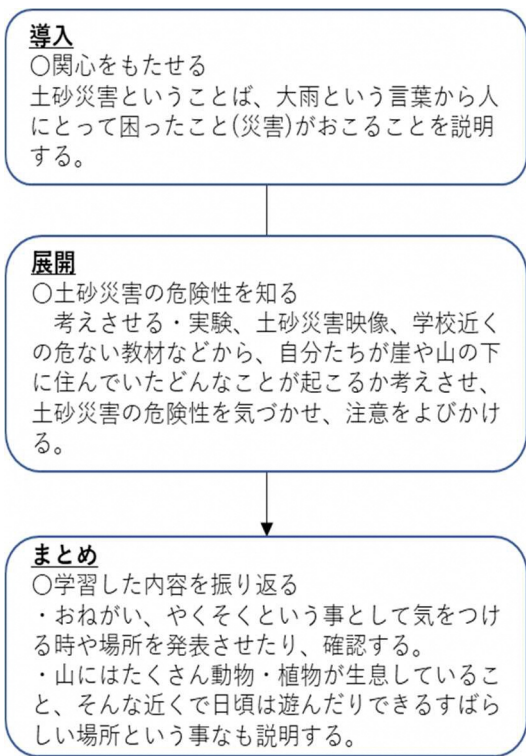 導入
○関心をもたせる
土砂災害ということば、大雨という言葉から人
にとって困ったこと(災害)がおこることを説明
する。
展開
○土砂災害の危険性を知る
　考えさせる・実験、土砂災害映像、学校近く
の危ない教材などから、自分たちが崖や山の下
に住んでいたどんなことが起こるか考えさせ、
土砂災害の危険性を気づかせ、注意をよびかけ
る。
まとめ
○学習した内容を振り返る
・おねがい、やくそくという事として気をつけ
る時や場所を発表させたり、確認する。
・山にはたくさん動物・植物が生息しているこ
と、そんな近くで日頃は遊んだりできるすばら
しい場所という事なも説明する。